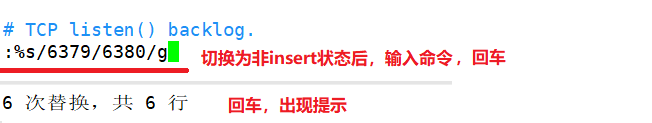 # TCP listen() backlog.
:%s/6379/6380/g 切换为非insert状态后，输入命令，回车
6 次替换，共 6 行 回车，出现提示